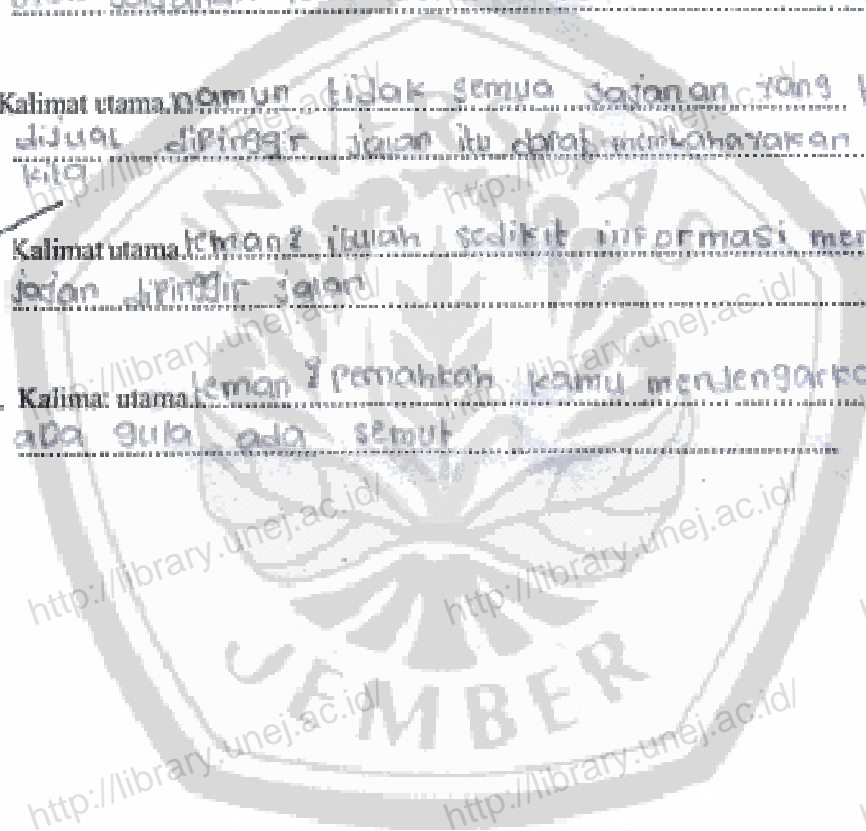 Kalimat utama. namun tidak semua jajanan yang
dijual dipinggir jalan itu dapat membahayakan
kita
Kalimat utama. teman2 itulah sedikit informasi
jajan dipinggir jalan
Kalimat utama. teman2 pernahkah kamu mendengarka
ada gula ada semut
UNIVERSITAS
JEMBER
http://library.unej.ac.id/
http://library.unej.ac.id/
http://library.unej.ac.id/
http://library.unej.ac.id/
http://library.unej.ac.id/
http://library.unej.ac.id/
http://library.unej.ac.id/
http://library.unej.ac.id/